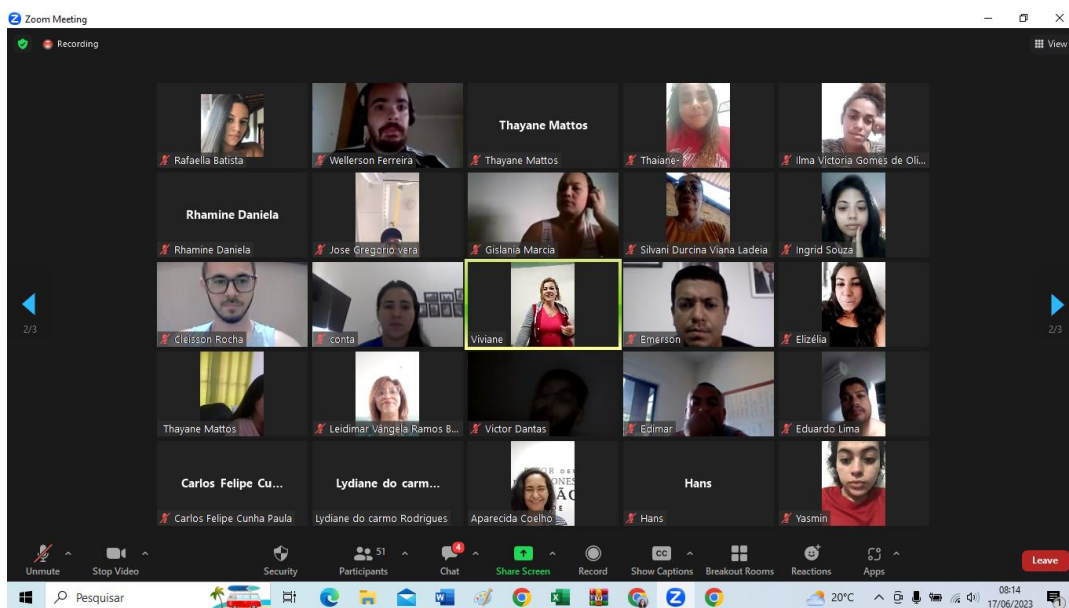 Zoom Meeting
Recording
View
Rafaella Batista
Wellerson Ferreira
Thayane Mattos
Thayane Mattos
Thaiane-
Ilma Victoria Gomes de Oli...
Rhamine Daniela
Rhamine Daniela
Jose Gregorio vera
Gislania Marcia
Silvani Durcina Viana Ladeia
Ingrid Souza
2/3
Cleisson Rocha
conta
Viviane
Emerson
Elizélia
2/3
Thayane Mattos
Leidimar Vângela Ramos B...
Victor Dantas
Edimar
Eduardo Lima
Carlos Felipe Cu...
Carlos Felipe Cunha Paula
Lydiane do carm...
Lydiane do carmo Rodrigues
Aparecida Coelho
Hans
Hans
Yasmin
Unmute
Stop Video
Security
51
Participants
4
Chat
Share Screen
Record
CC
Show Captions
Breakout Rooms
Reactions
Apps
Leave
Pesquisar
20°C
08:14
17/06/2023